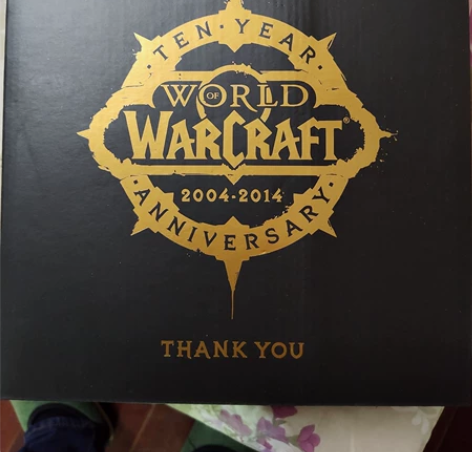 TEN·YEAR
WORLD
OF
WARCRAFT®
2004-2014
ANNIVERSARY
THANK YOU